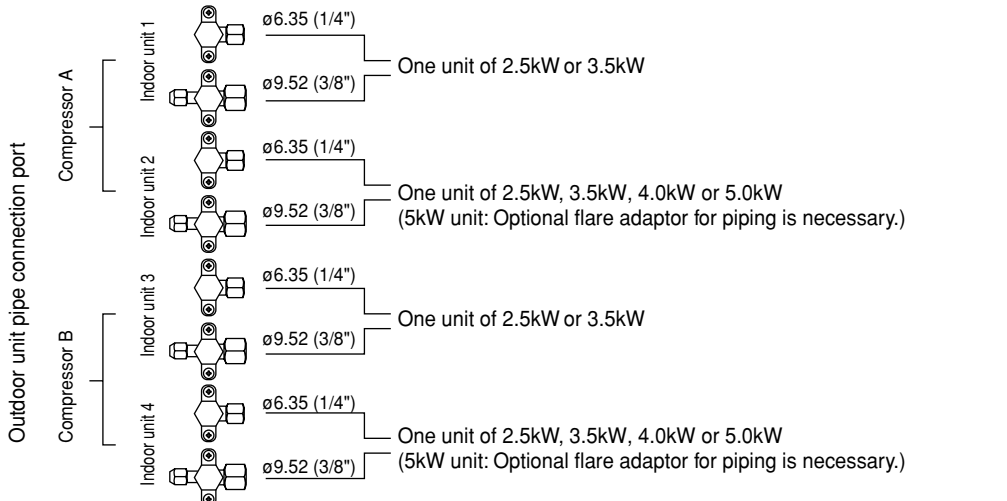 Outdoor unit pipe connection port
Compressor A
Indoor unit 1
ø6.35 (1/4")
ø9.52 (3/8")
One unit of 2.5kW or 3.5kW
Indoor unit 2
ø6.35 (1/4")
ø9.52 (3/8")
One unit of 2.5kW, 3.5kW, 4.0kW or 5.0kW
(5kW unit: Optional flare adaptor for piping is necessary.)
Compressor B
Indoor unit 3
ø6.35 (1/4")
ø9.52 (3/8")
One unit of 2.5kW or 3.5kW
Indoor unit 4
ø6.35 (1/4")
ø9.52 (3/8")
One unit of 2.5kW, 3.5kW, 4.0kW or 5.0kW
(5kW unit: Optional flare adaptor for piping is necessary.)